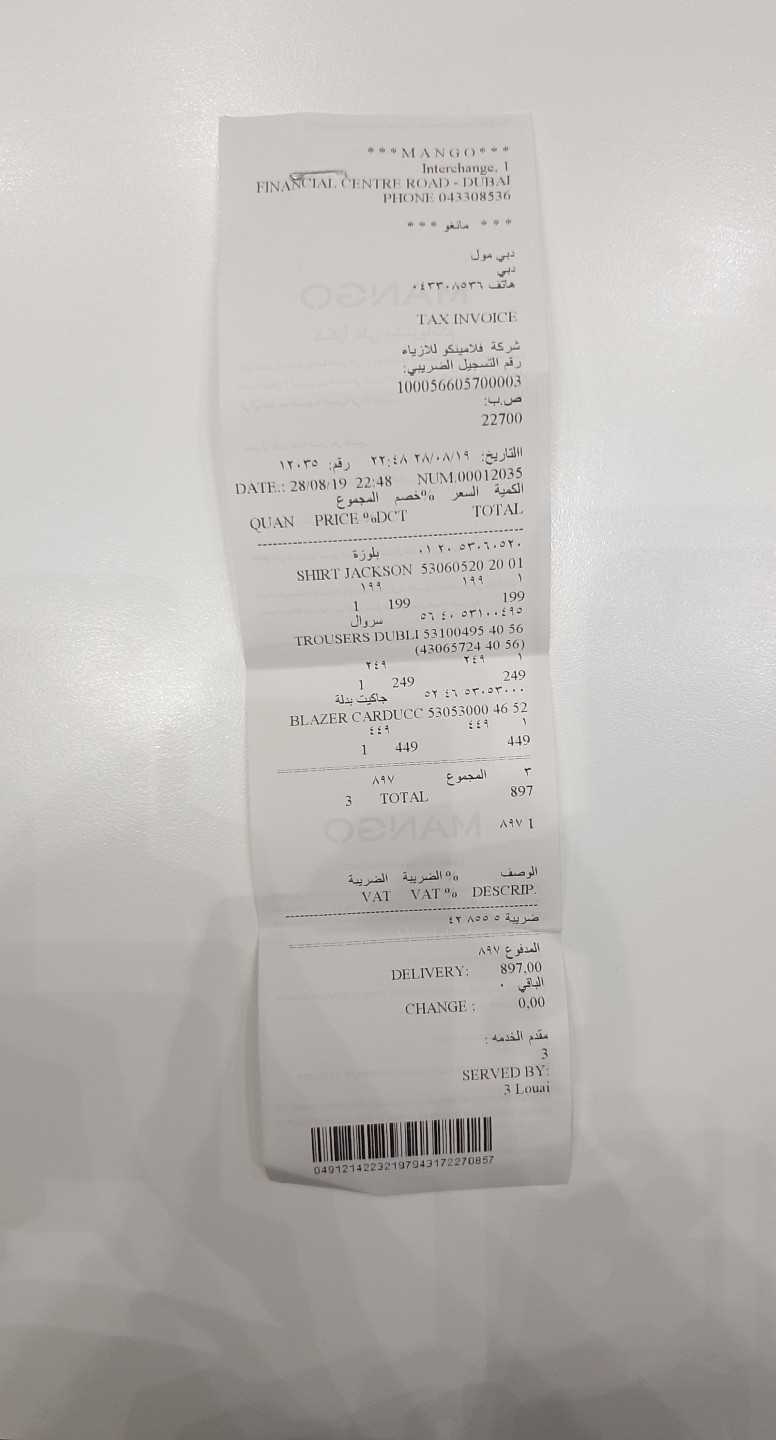 ***MANGO***
Interchange, 1
FINANCIAL CENTRE ROAD - DUBAI
PHONE 043308536
*** مانغو ***
دبي مول
دبي
هاتف ٠٤٣٣٠٨٥٣٦
TAX INVOICE
شركة فلامينكو للازياء
رقم التسجيل الضريبي:
100056605700003
ص.ب:
22700
االتاريخ: ٢٨/٠٨/١٩ ٢٢:٤٨ رقم: ١٢٠٣٥
DATE.: 28/08/19 22:48 NUM.00012035
الكمية السعر %خصم المجموع
QUAN PRICE %DCT TOTAL
٥٣٠٦٠٥٢٠ ٢٠ ٠١ بلوزة
SHIRT JACKSON 53060520 20 01
١ ١٩٩ ١٩٩
1 199 199
٥٣١٠٠٤٩٥ ٤٠ ٥٦ سروال
TROUSERS DUBLI 53100495 40 56
(43065724 40 56)
١ ٢٤٩ ٢٤٩
1 249 249
٥٣٠٥٣٠٠٠ ٤٦ ٥٢ جاكيت بدلة
BLAZER CARDUCC 53053000 46 52
١ ٤٤٩ ٤٤٩
1 449 449
٣ المجموع ٨٩٧
3 TOTAL 897
1 ٨٩٧
الوصف %الضريبة الضريبة
VAT VAT % DESCRIP.
ضريبة ٥ ٨٥٥ ٤٢
المدفوع ٨٩٧
DELIVERY: 897,00
الباقي ٠
CHANGE : 0,00
مقدم الخدمه :
3
SERVED BY:
3 Louai
04912142232197943172270857